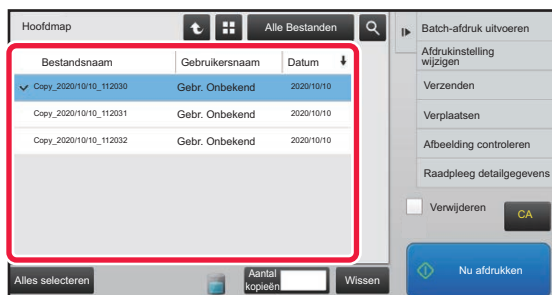 Hoofdmap
Alle Bestanden
Bestandsnaam Gebruikersnaam Datum
Copy_2020/10/10_112030 Gebr. Onbekend 2020/10/10
Copy_2020/10/10_112031 Gebr. Onbekend 2020/10/10
Copy_2020/10/10_112032 Gebr. Onbekend 2020/10/10
Alles selecteren
Aantal
kopieën
Wissen
Batch-afdruk uitvoeren
Afdrukinstelling
wijzigen
Verzenden
Verplaatsen
Afbeelding controleren
Raadpleeg detailgegevens
Verwijderen
CA
Nu afdrukken